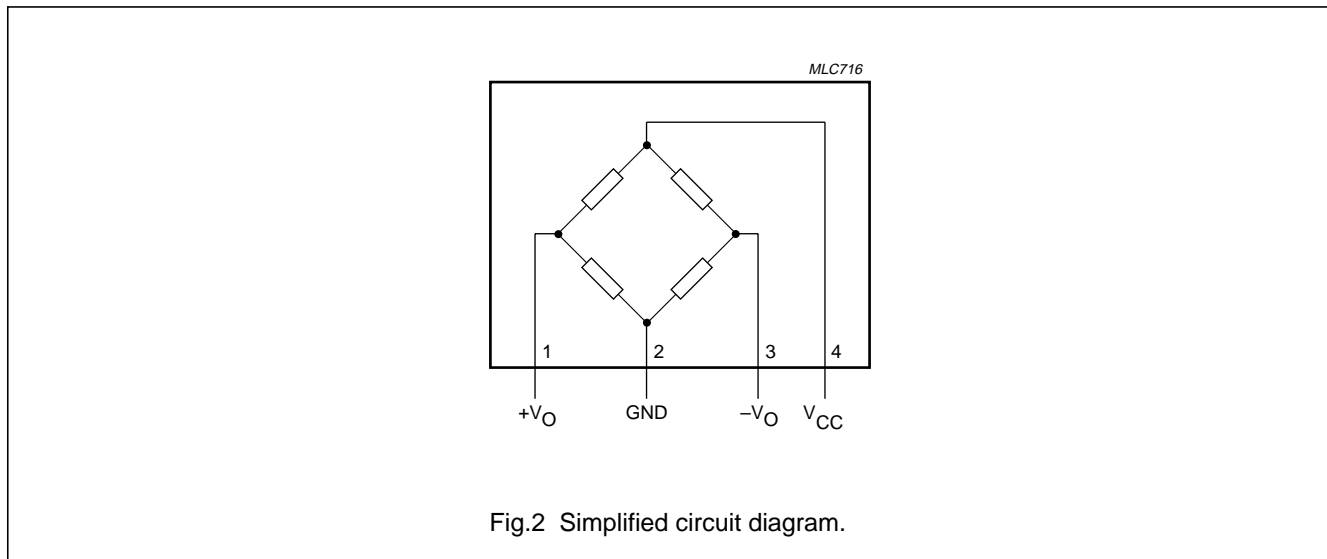 MLC716
1 2 3 4
+VO GND –VO VCC
Fig.2 Simplified circuit diagram.